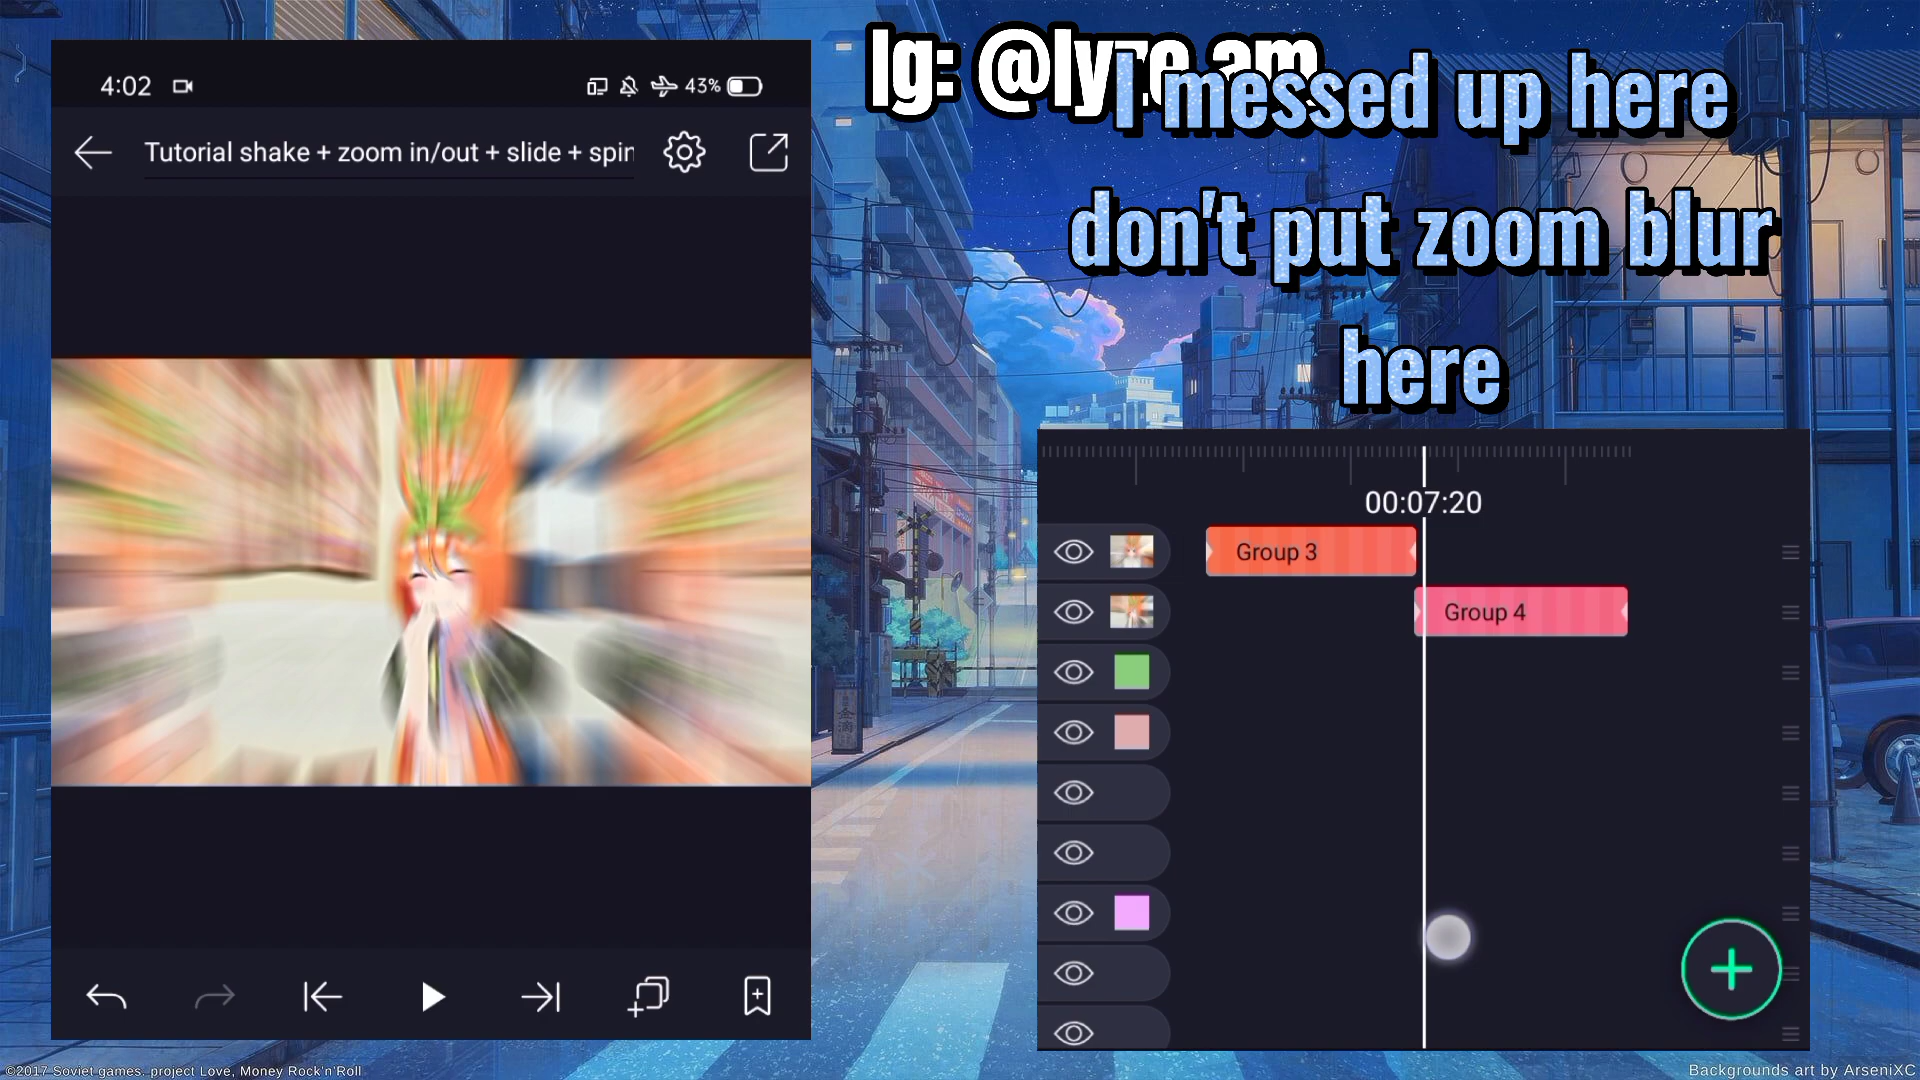 4:02
43%
Tutorial shake + zoom in/out + slide + spin
Ig: @lyze.am
I messed up here
don't put zoom blur
here
00:07:20
Group 3
Group 4
©2017 Soviet games. project Love, Money Rock'n'Roll
Backgrounds art by ArseniXC